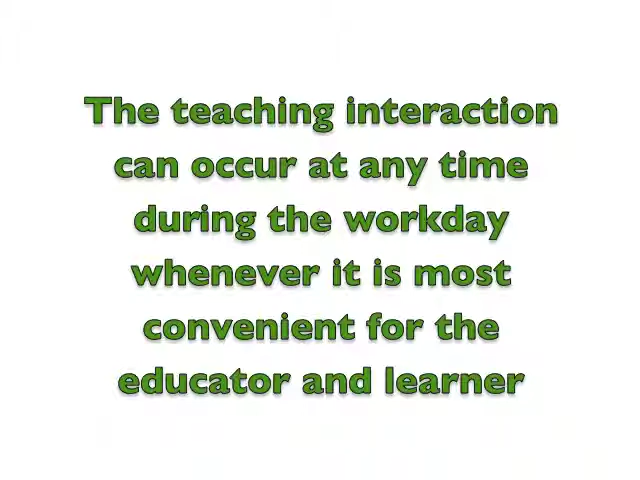 The teaching interaction
can occur at any time
during the workday
whenever it is most
convenient for the
educator and learner